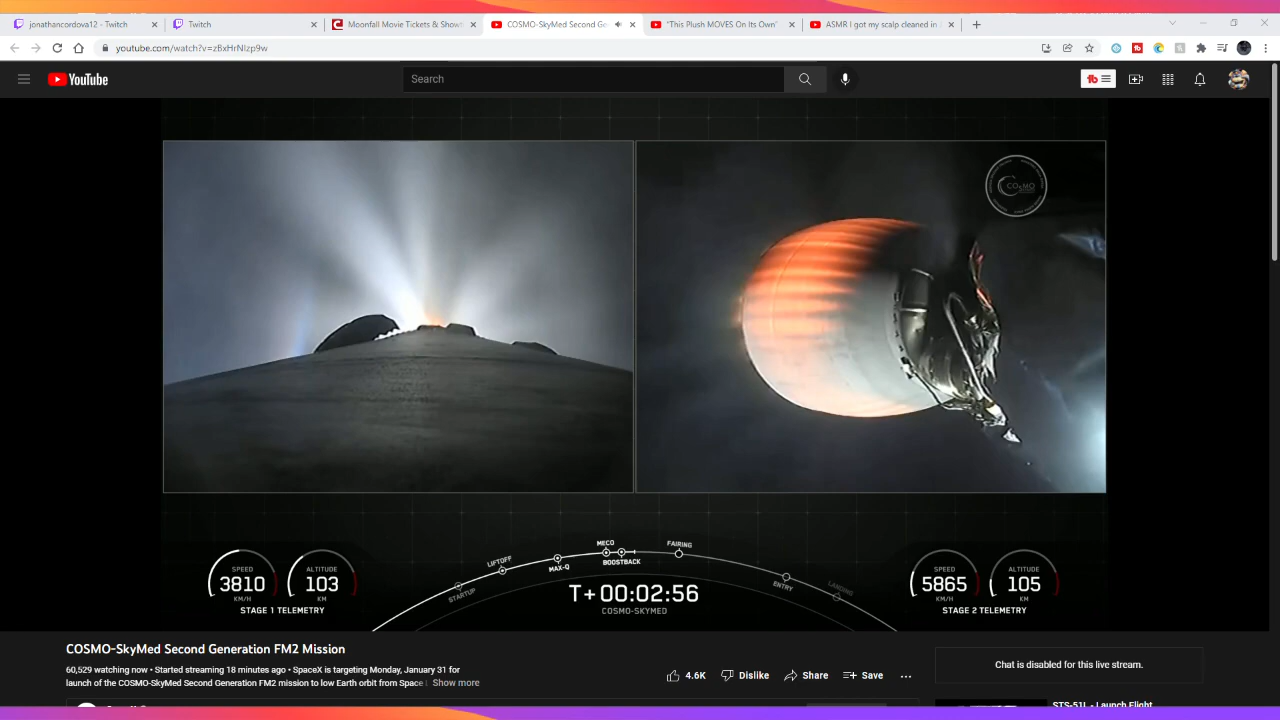 jonathancordova12 - Twitch
Twitch
Moonfall Movie Tickets & Show
COSMO-SkyMed Second Ge
"This Plush MOVES On Its Own"
ASMR I got my scalp cleaned in
youtube.com/watch?v=zBxHrNIzp9w
YouTube
Search
COSMO
STARTUP
LIFTOFF
MAX-Q
MECO
BOOSTBACK
FAIRING
ENTRY
LANDING
SPEED
3810
KM/H
ALTITUDE
103
KM
STAGE 1 TELEMETRY
T+00:02:56
COSMO-SKYMED
SPEED
5865
KM/H
ALTITUDE
105
KM
STAGE 2 TELEMETRY
COSMO-SkyMed Second Generation FM2 Mission
60,529 watching now • Started streaming 18 minutes ago • SpaceX is targeting Monday, January 31 for
launch of the COSMO-SkyMed Second Generation FM2 mission to low Earth orbit from Space Show more
4.6K
Dislike
Share
Save
Chat is disabled for this live stream.
STS-51L - Launch Flight